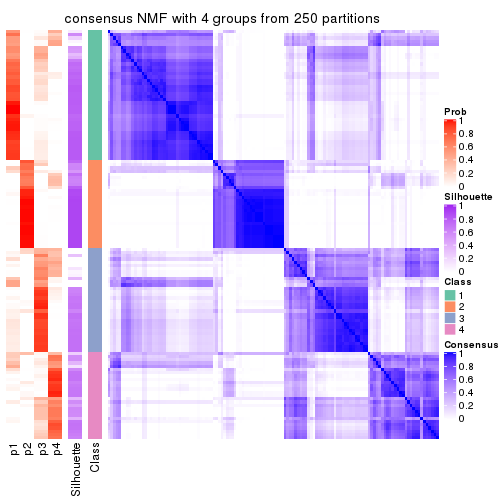 consensus NMF with 4 groups from 250 partitions
Prob
1
0.8
0.6
0.4
0.2
0
Silhouette
1
0.8
0.6
0.4
0.2
0
Class
1
2
3
4
Consensus
1
0.8
0.6
0.4
0.2
0
p1
p2
p3
p4
Silhouette
Class